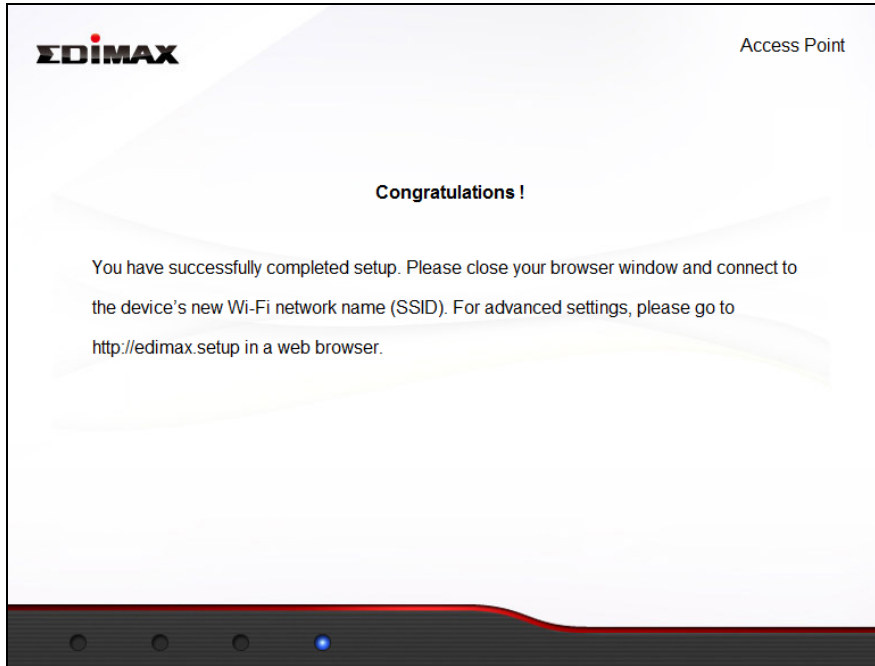 EDIMAX
Access Point
Congratulations !
You have successfully completed setup. Please close your browser window and connect to
the device's new Wi-Fi network name (SSID). For advanced settings, please go to
http://edimax.setup in a web browser.